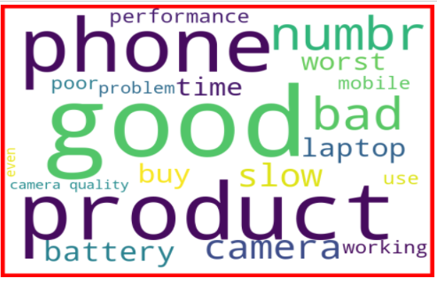 performance
phone numbr
worst
poor problem time mobile
good bad
laptop
even
camera quality buy slow use
product
battery camera working